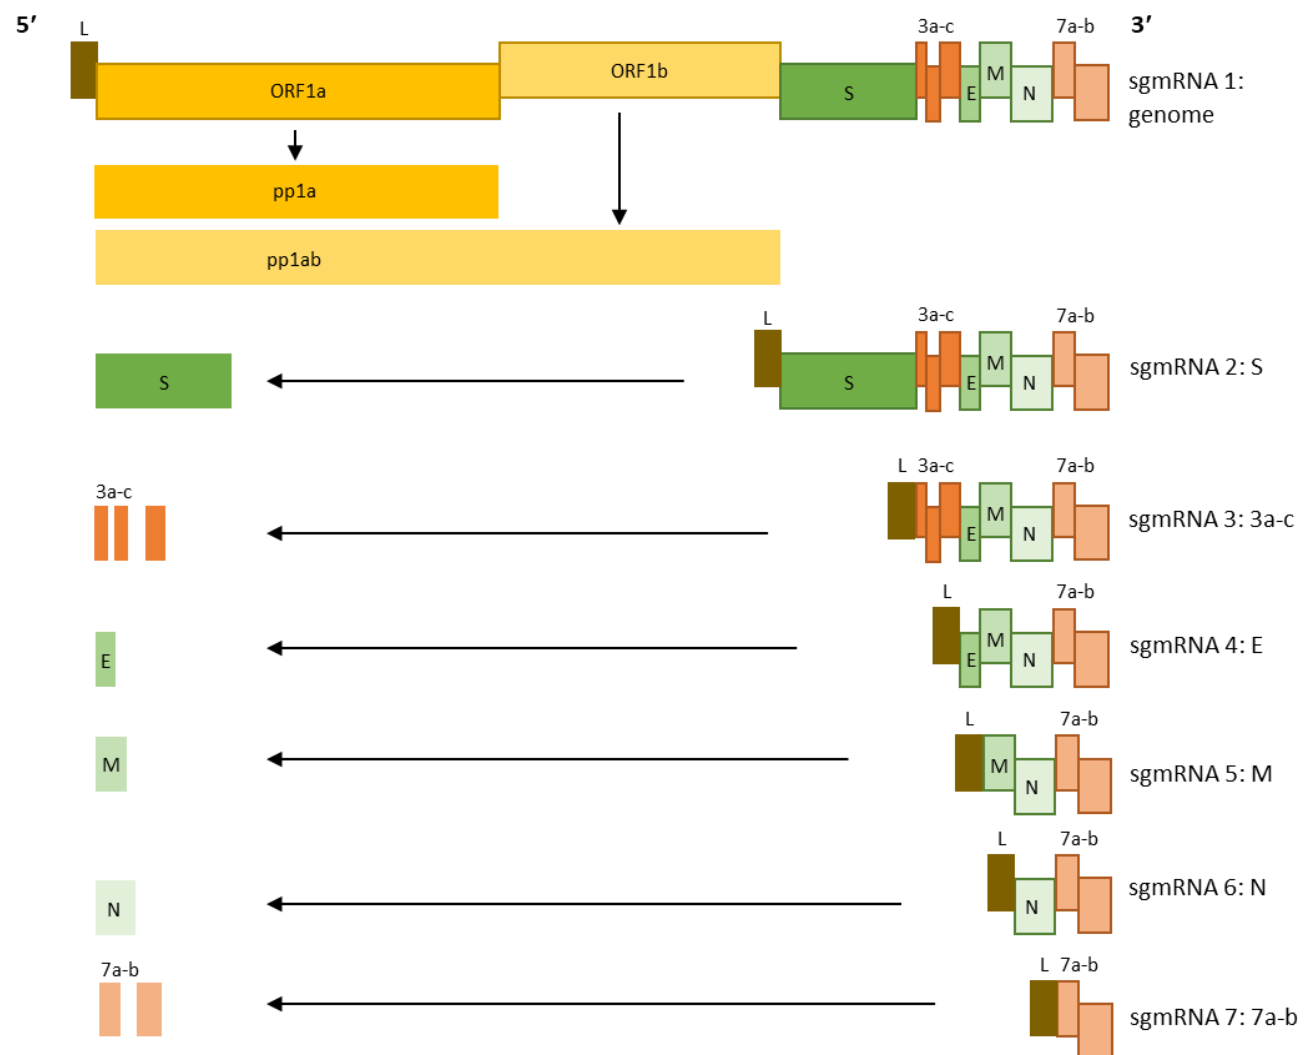 5′
L
3a-c
7a-b
3′
ORF1a
ORF1b
S
E
M
N
sgmRNA 1:
genome
pp1a
pp1ab
L
3a-c
7a-b
S
S
E
M
N
sgmRNA 2: S
L
3a-c
7a-b
3a-c
E
M
N
sgmRNA 3: 3a-c
L
7a-b
E
E
M
N
sgmRNA 4: E
L
7a-b
M
M
N
sgmRNA 5: M
L
7a-b
N
N
sgmRNA 6: N
7a-b
L
7a-b
sgmRNA 7: 7a-b